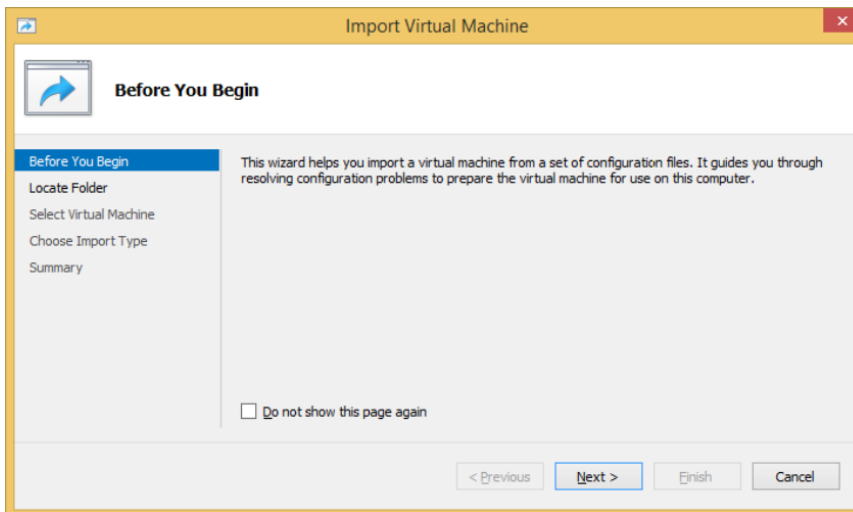 Import Virtual Machine
Before You Begin
Before You Begin
Locate Folder
Select Virtual Machine
Choose Import Type
Summary
This wizard helps you import a virtual machine from a set of configuration files. It guides you through
resolving configuration problems to prepare the virtual machine for use on this computer.
Do not show this page again
< Previous
Next >
Finish
Cancel